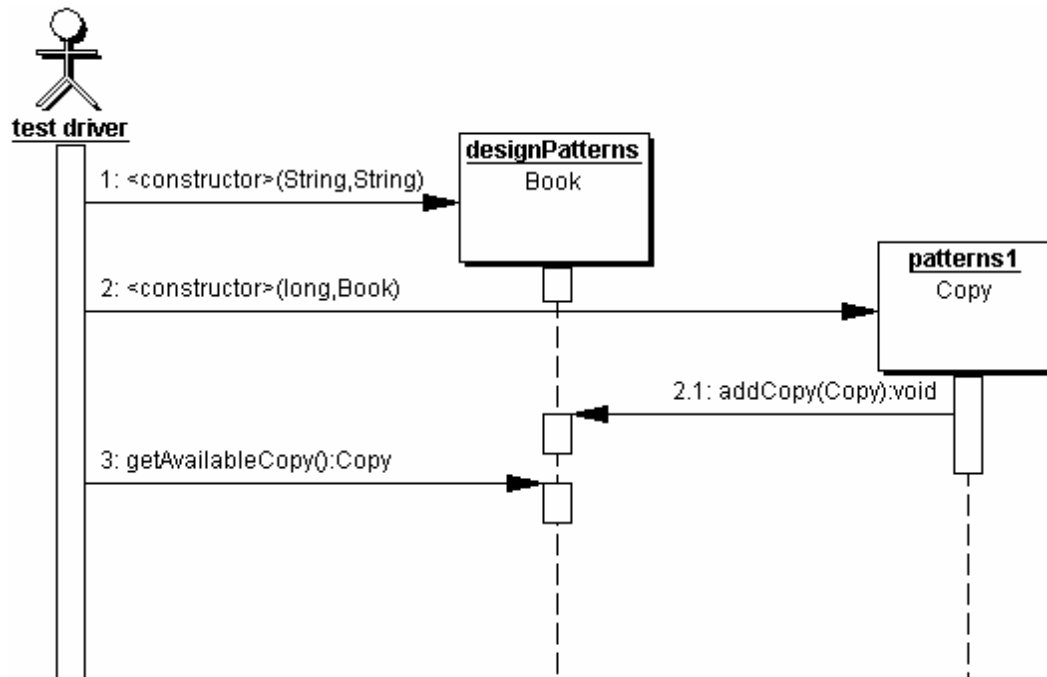 test driver
designPatterns
Book
1: <constructor>(String,String)
patterns1
Copy
2: <constructor>(long,Book)
2.1: addCopy(Copy):void
3: getAvailableCopy():Copy